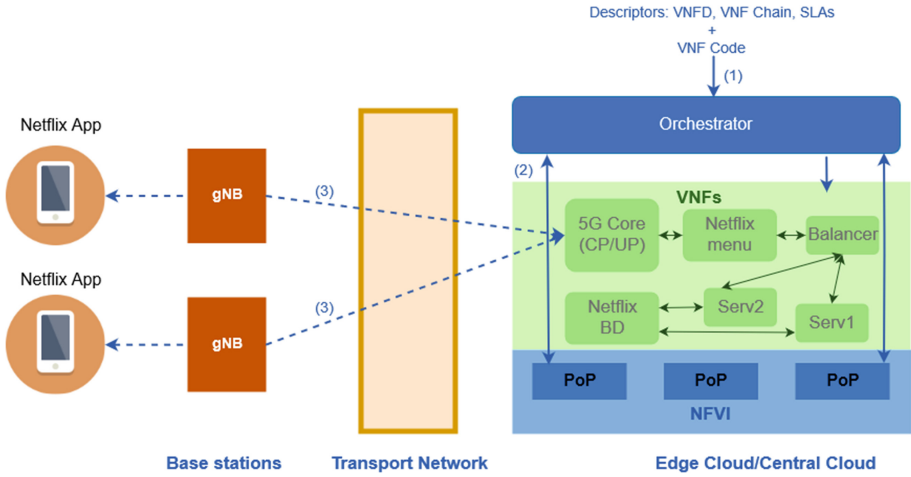 Descriptors: VNFD, VNF Chain, SLAs
+
VNF Code
(1)
Orchestrator
Netflix App
gNB
(3)
(2)
VNFs
5G Core
(CP/UP)
Netflix
menu
Balancer
Netflix App
gNB
(3)
Netflix
BD
Serv2
Serv1
PoP
PoP
PoP
NFVI
Base stations
Transport Network
Edge Cloud/Central Cloud